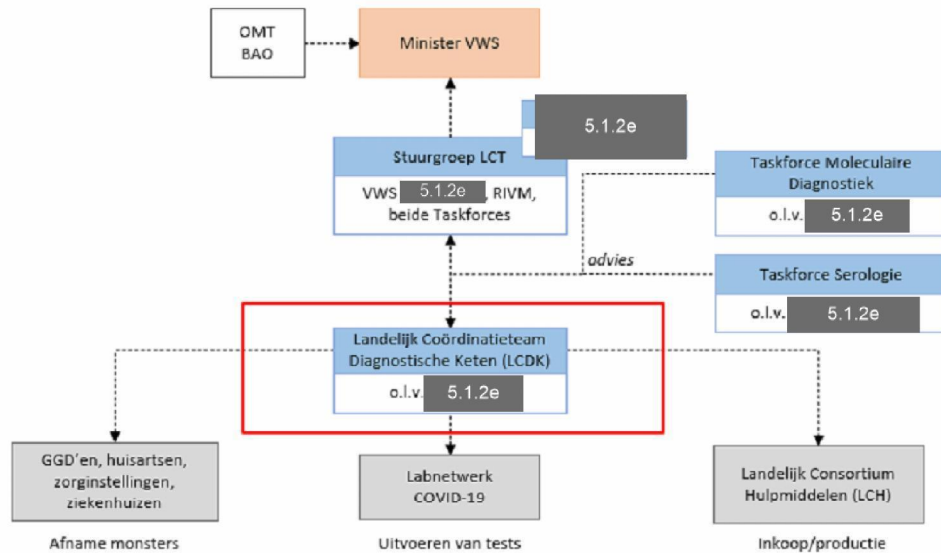 OMT
BAO
Minister VWS
5.1.2e
Stuurgroep LCT
VWS 5.1.2e, RIVM,
beide Taskforces
Taskforce Moleculaire
Diagnostiek
o.l.v. 5.1.2e
advies
Taskforce Serologie
o.l.v. 5.1.2e
Landelijk Coördinatieteam
Diagnostische Keten (LCDK)
o.l.v. 5.1.2e
GGD'en, huisartsen,
zorginstellingen,
ziekenhuizen
Labnetwerk
COVID-19
Landelijk Consortium
Hulpmiddelen (LCH)
Afname monsters
Uitvoeren van tests
Inkoop/productie